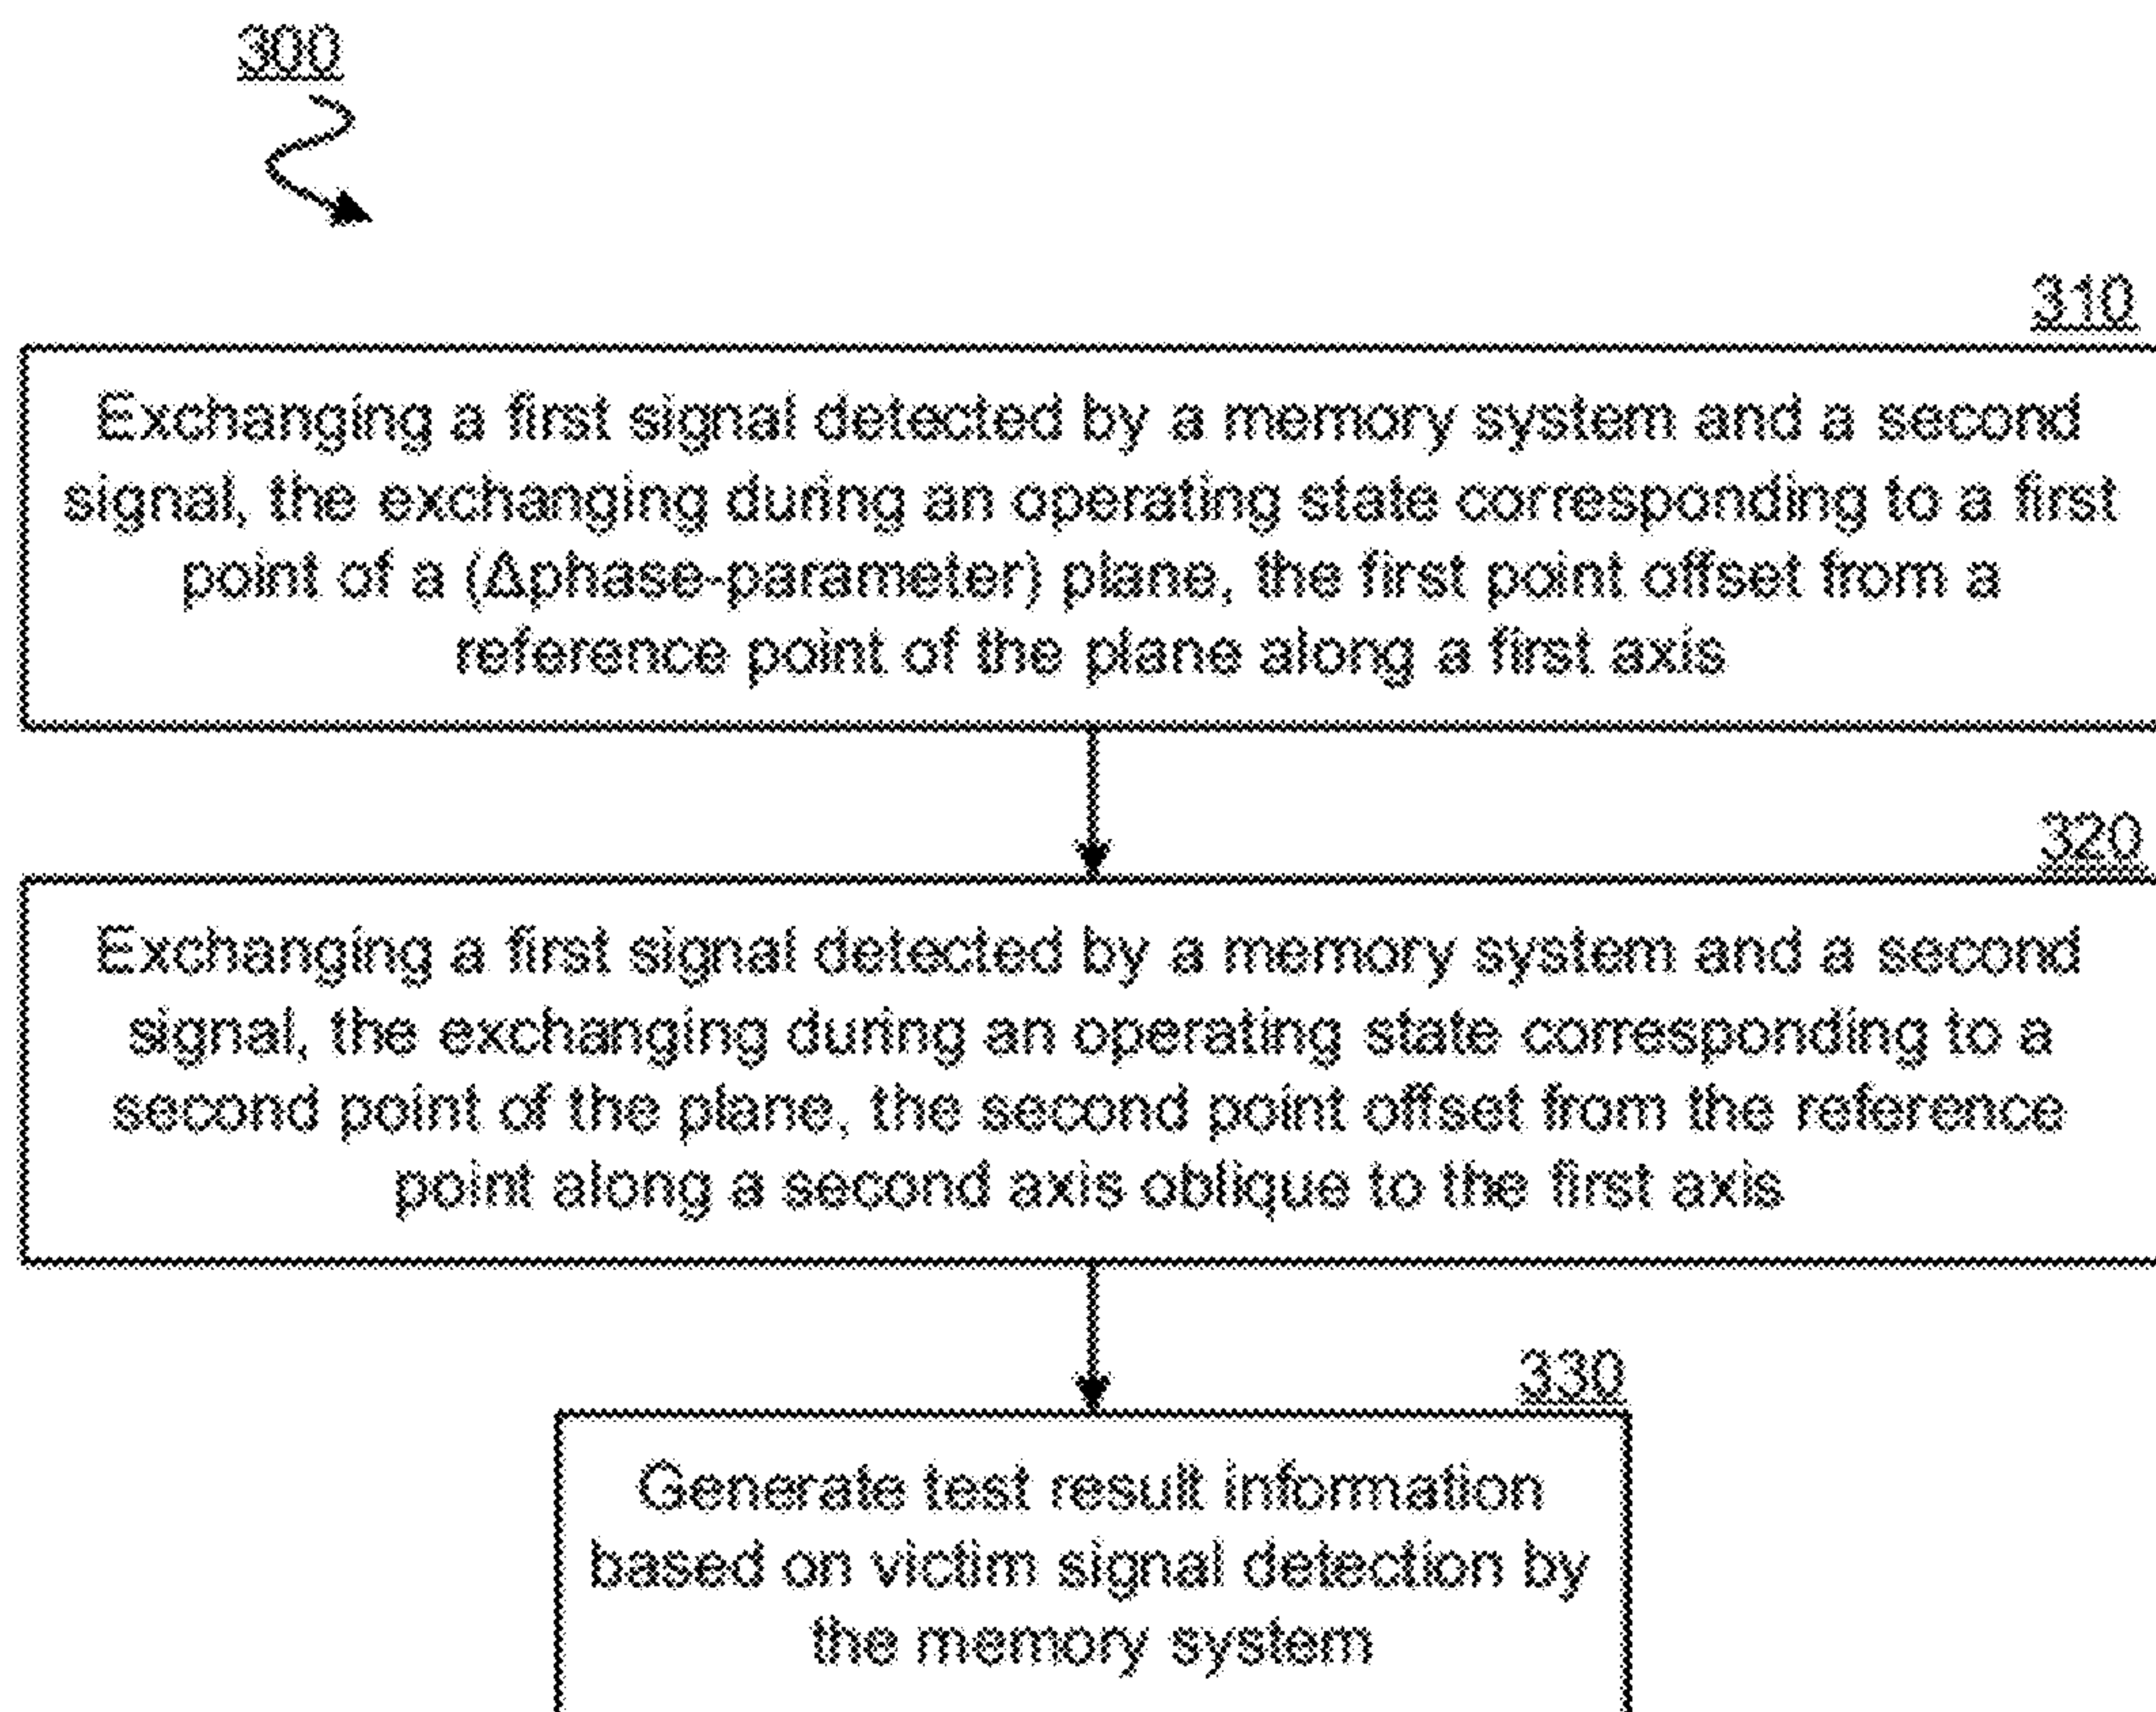 300
310
Exchanging a first signal detected by a memory system and a second
signal, the exchanging during an operating state corresponding to a first
point of a (Δphase-parameter) plane, the first point offset from a
reference point of the plane along a first axis
320
Exchanging a first signal detected by a memory system and a second
signal, the exchanging during an operating state corresponding to a
second point of the plane, the second point offset from the reference
point along a second axis oblique to the first axis
330
Generate test result information
based on victim signal detection by
the memory system